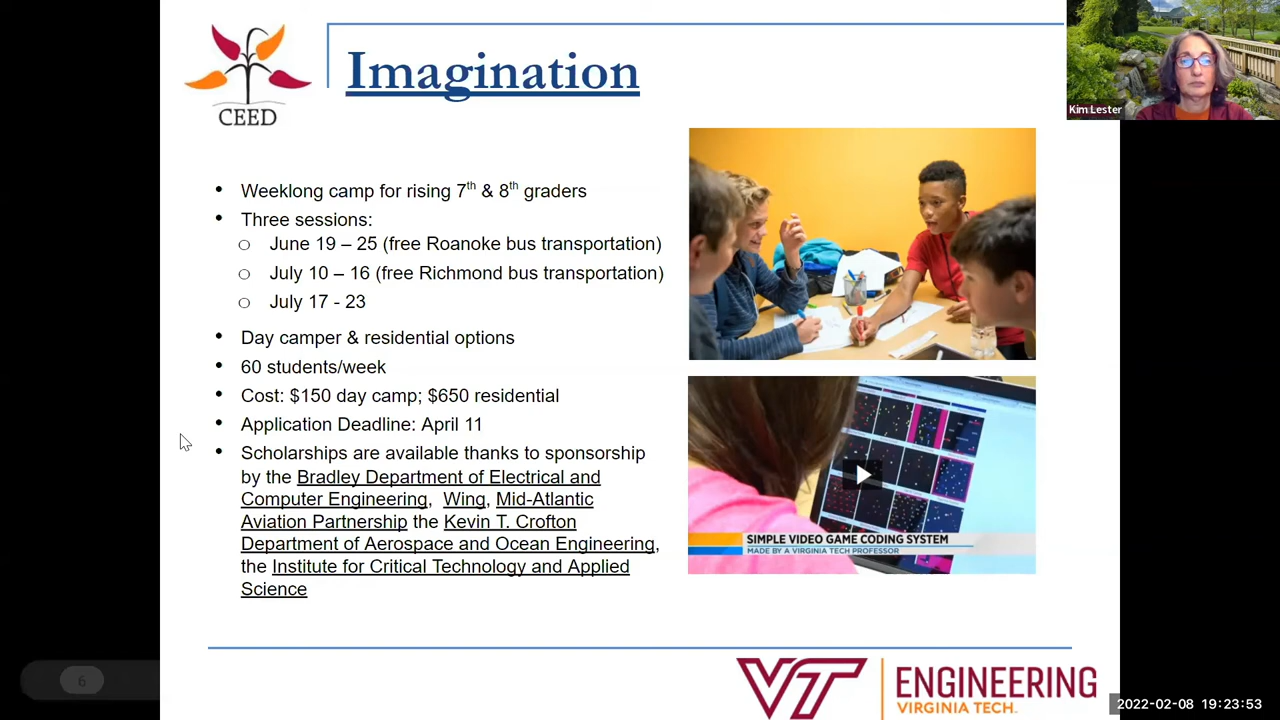 Imagination
CEED
Kim Lester
• Weeklong camp for rising 7th & 8th graders
• Three sessions:
○ June 19 – 25 (free Roanoke bus transportation)
○ July 10 – 16 (free Richmond bus transportation)
○ July 17 - 23
• Day camper & residential options
• 60 students/week
• Cost: $150 day camp; $650 residential
• Application Deadline: April 11
• Scholarships are available thanks to sponsorship
by the Bradley Department of Electrical and
Computer Engineering, Wing, Mid-Atlantic
Aviation Partnership the Kevin T. Crofton
Department of Aerospace and Ocean Engineering,
the Institute for Critical Technology and Applied
Science
SIMPLE VIDEO GAME CODING SYSTEM
MADE BY A VIRGINIA TECH PROFESSOR
6
VT ENGINEERING
VIRGINIA TECH.
2022-02-08 19:23:53